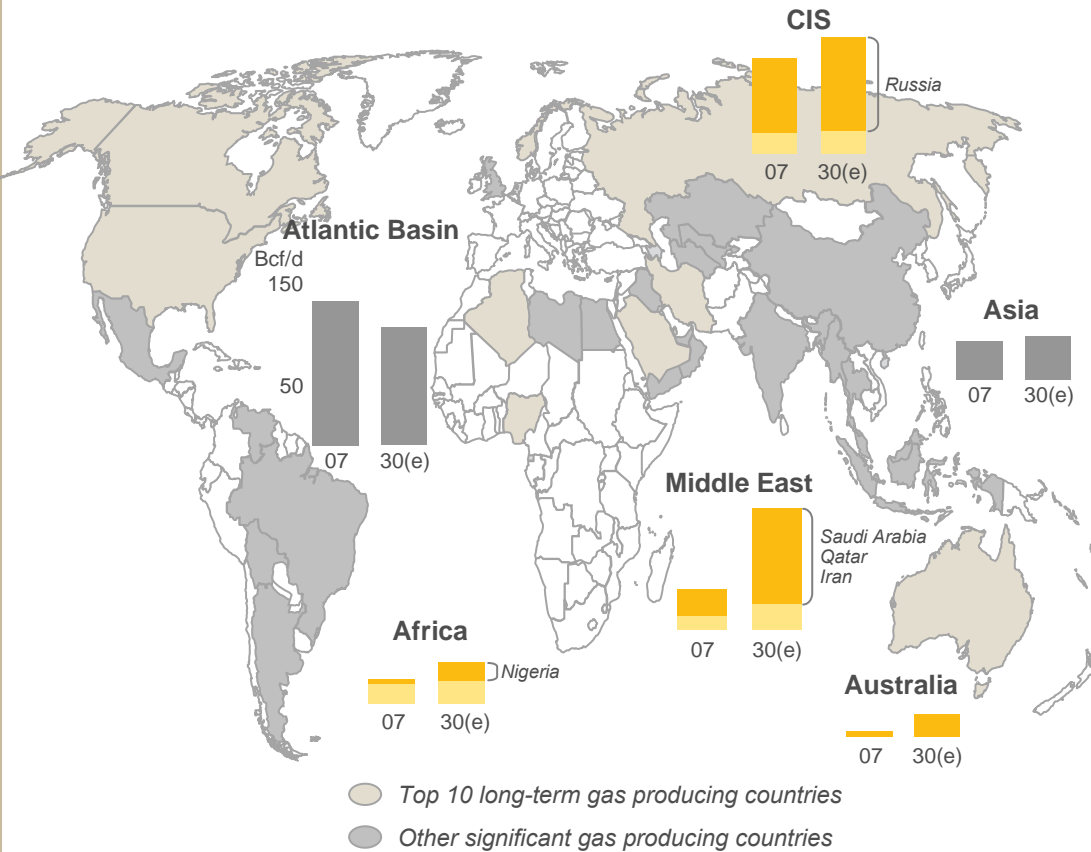 CIS
Russia
07 30(e)
Atlantic Basin
Bcf/d
150
50
07 30(e)
Asia
07 30(e)
Middle East
Saudi Arabia
Qatar
Iran
07 30(e)
Africa
Nigeria
07 30(e)
Australia
07 30(e)
Top 10 long-term gas producing countries
Other significant gas producing countries